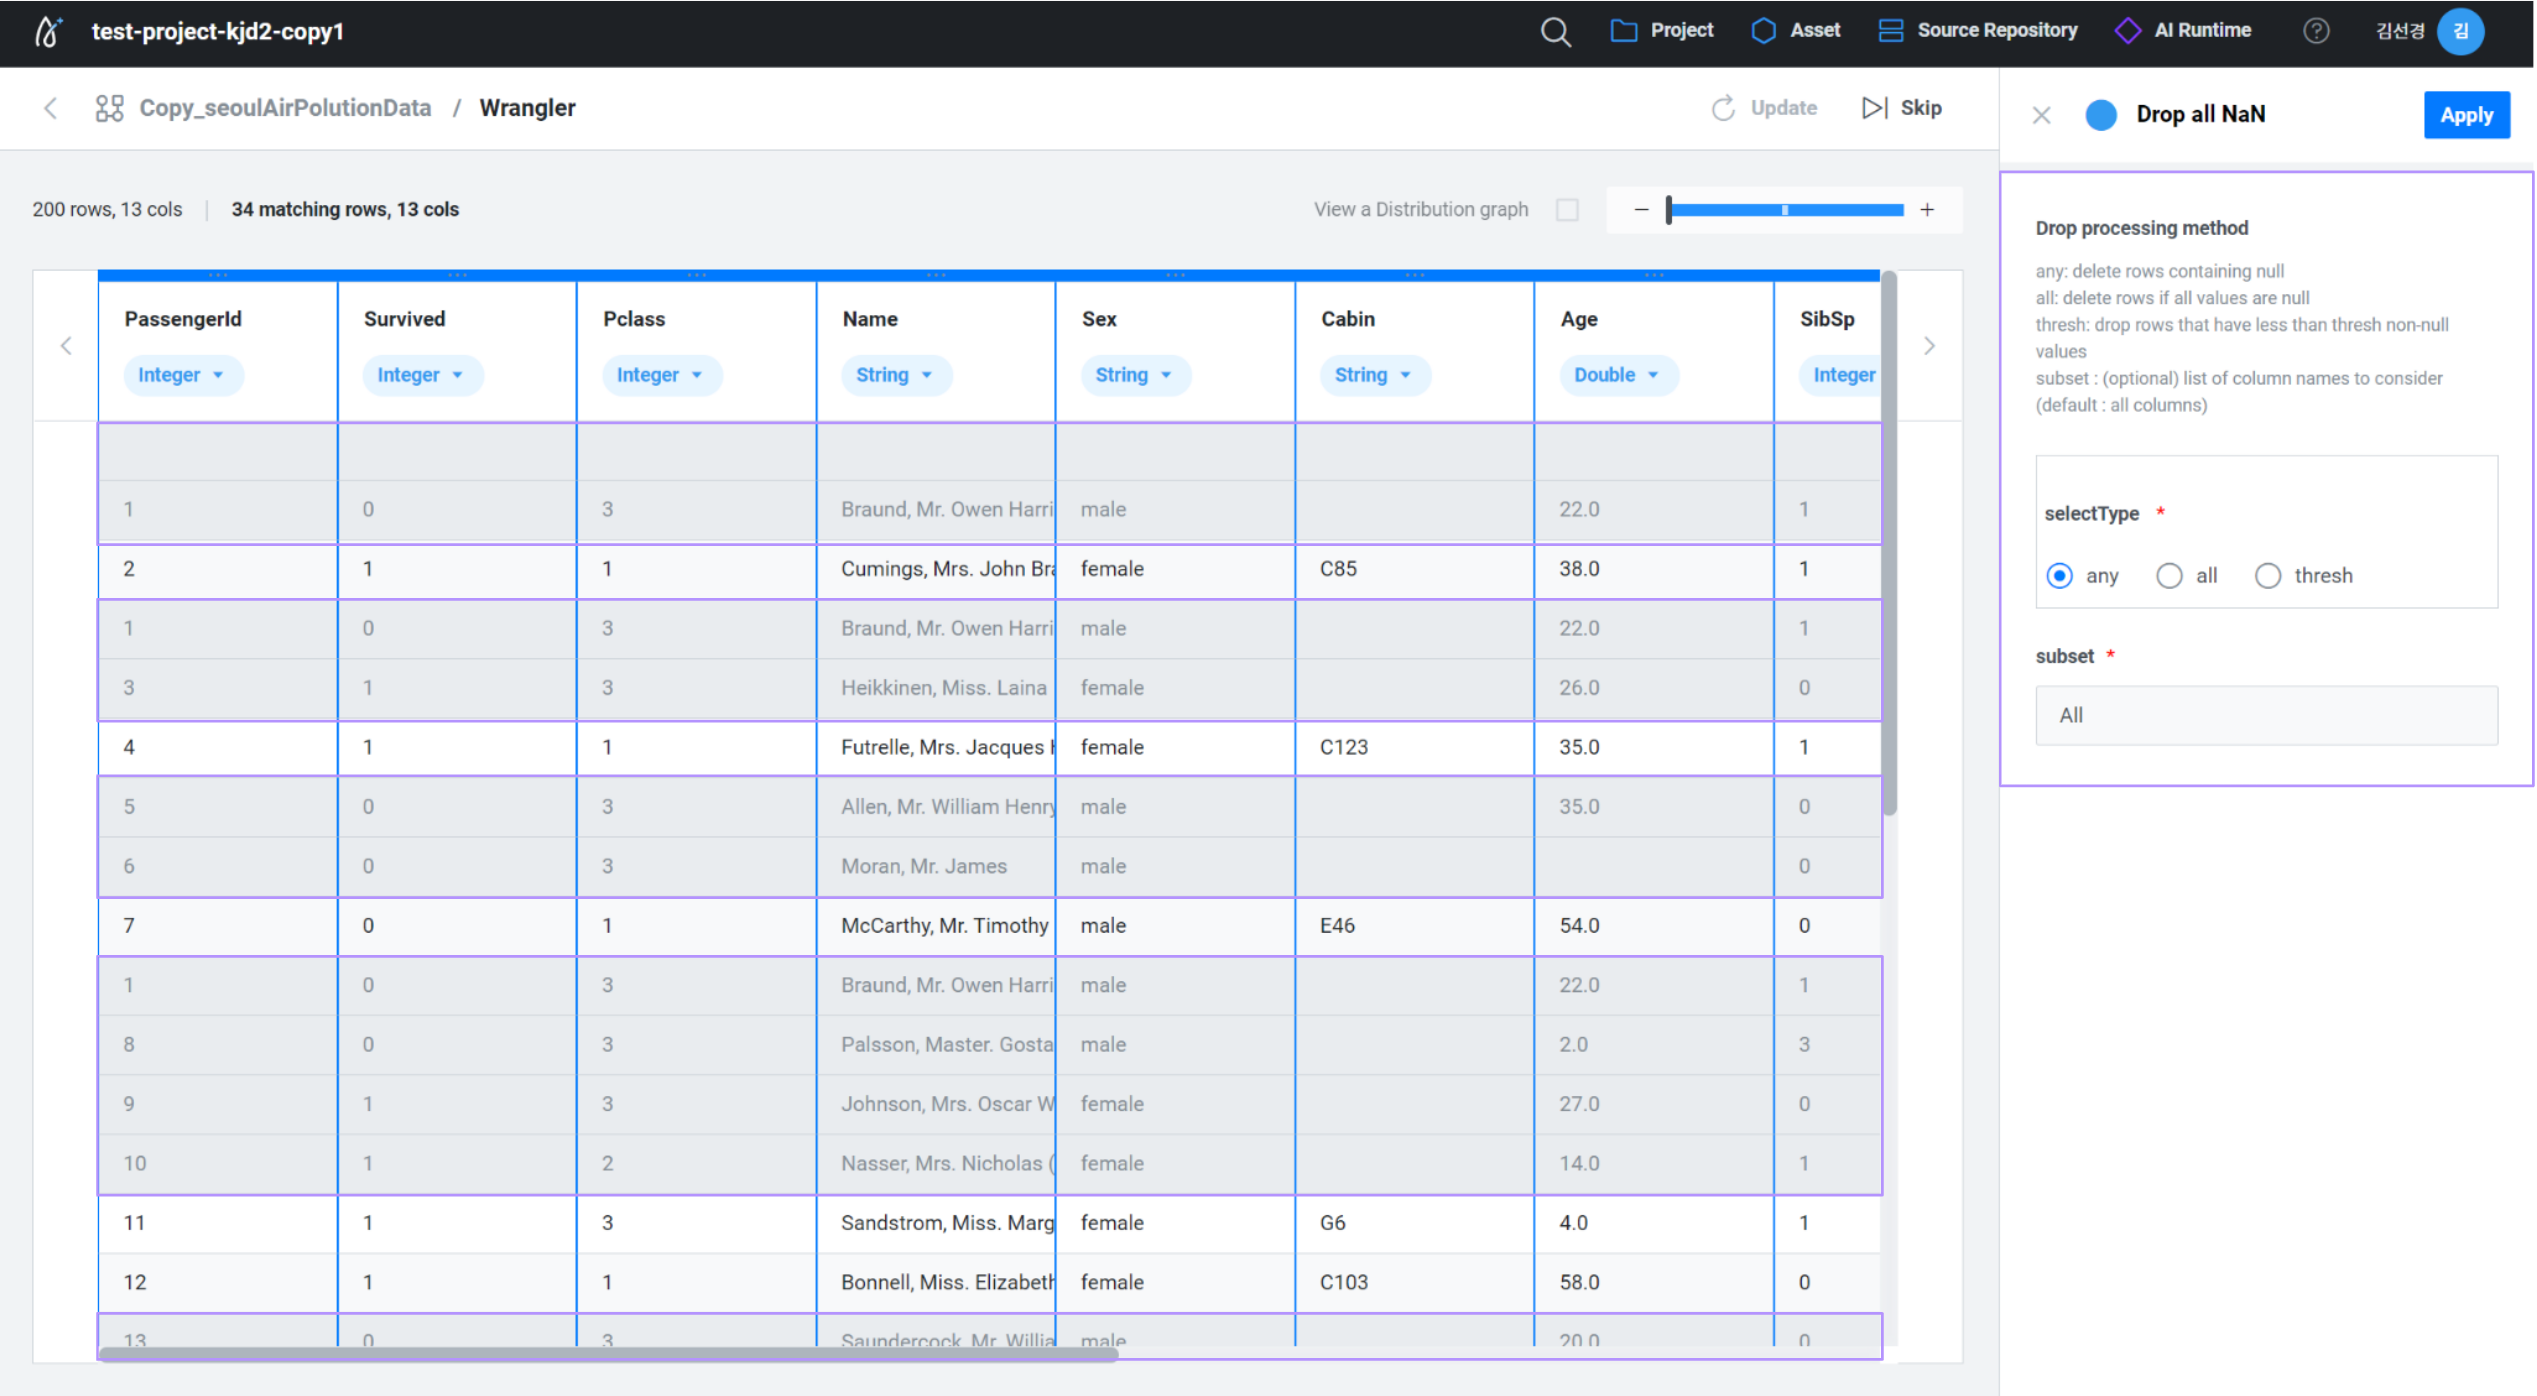 test-project-kjd2-copy1
Project Asset Source Repository AI Runtime ? 김선경 김
Copy_seoulAirPolutionData / Wrangler Update Skip
Drop all NaN Apply
200 rows, 13 cols 34 matching rows, 13 cols View a Distribution graph − +
PassengerId Survived Pclass Name Sex Cabin Age SibSp
Integer Integer Integer String String String Double Integer
1 0 3 Braund, Mr. Owen Harri male 22.0 1
2 1 1 Cumings, Mrs. John Bra female C85 38.0 1
1 0 3 Braund, Mr. Owen Harri male 22.0 1
3 1 3 Heikkinen, Miss. Laina female 26.0 0
4 1 1 Futrelle, Mrs. Jacques H female C123 35.0 1
5 0 3 Allen, Mr. William Henry male 35.0 0
6 0 3 Moran, Mr. James male 0
7 0 1 McCarthy, Mr. Timothy male E46 54.0 0
1 0 3 Braund, Mr. Owen Harri male 22.0 1
8 0 3 Palsson, Master. Gosta male 2.0 3
9 1 3 Johnson, Mrs. Oscar W female 27.0 0
10 1 2 Nasser, Mrs. Nicholas ( female 14.0 1
11 1 3 Sandstrom, Miss. Marg female G6 4.0 1
12 1 1 Bonnell, Miss. Elizabeth female C103 58.0 0
13 0 3 Saundercock, Mr. Willia male 20.0 0
Drop processing method
any: delete rows containing null
all: delete rows if all values are null
thresh: drop rows that have less than thresh non-null
values
subset : (optional) list of column names to consider
(default : all columns)
selectType *
any all thresh
subset *
All